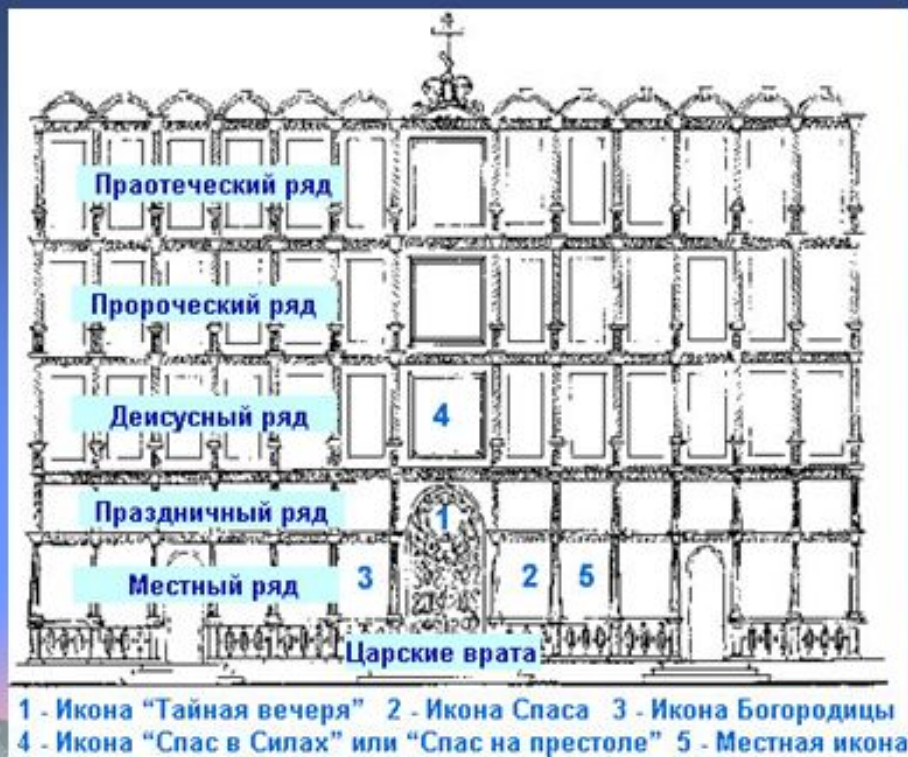 Праотеческий ряд
Пророческий ряд
Деисусный ряд
4
Праздничный ряд
1
Местный ряд
3
2
5
Царские врата
1 - Икона “Тайная вечеря” 2 - Икона Спаса 3 - Икона Богородицы
4 - Икона “Спас в Силах” или “Спас на престоле” 5 - Местная икона